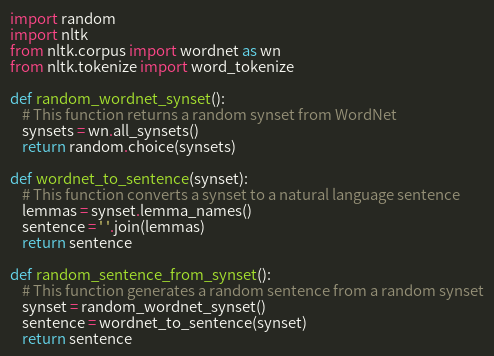 import random
import nltk
from nltk.corpus import wordnet as wn
from nltk.tokenize import word_tokenize

def random_wordnet_synset():
    # This function returns a random synset from WordNet
    synsets = wn.all_synsets()
    return random.choice(synsets)

def wordnet_to_sentence(synset):
    # This function converts a synset to a natural language sentence
    lemmas = synset.lemma_names()
    sentence = ' '.join(lemmas)
    return sentence

def random_sentence_from_synset():
    # This function generates a random sentence from a random synset
    synset = random_wordnet_synset()
    sentence = wordnet_to_sentence(synset)
    return sentence